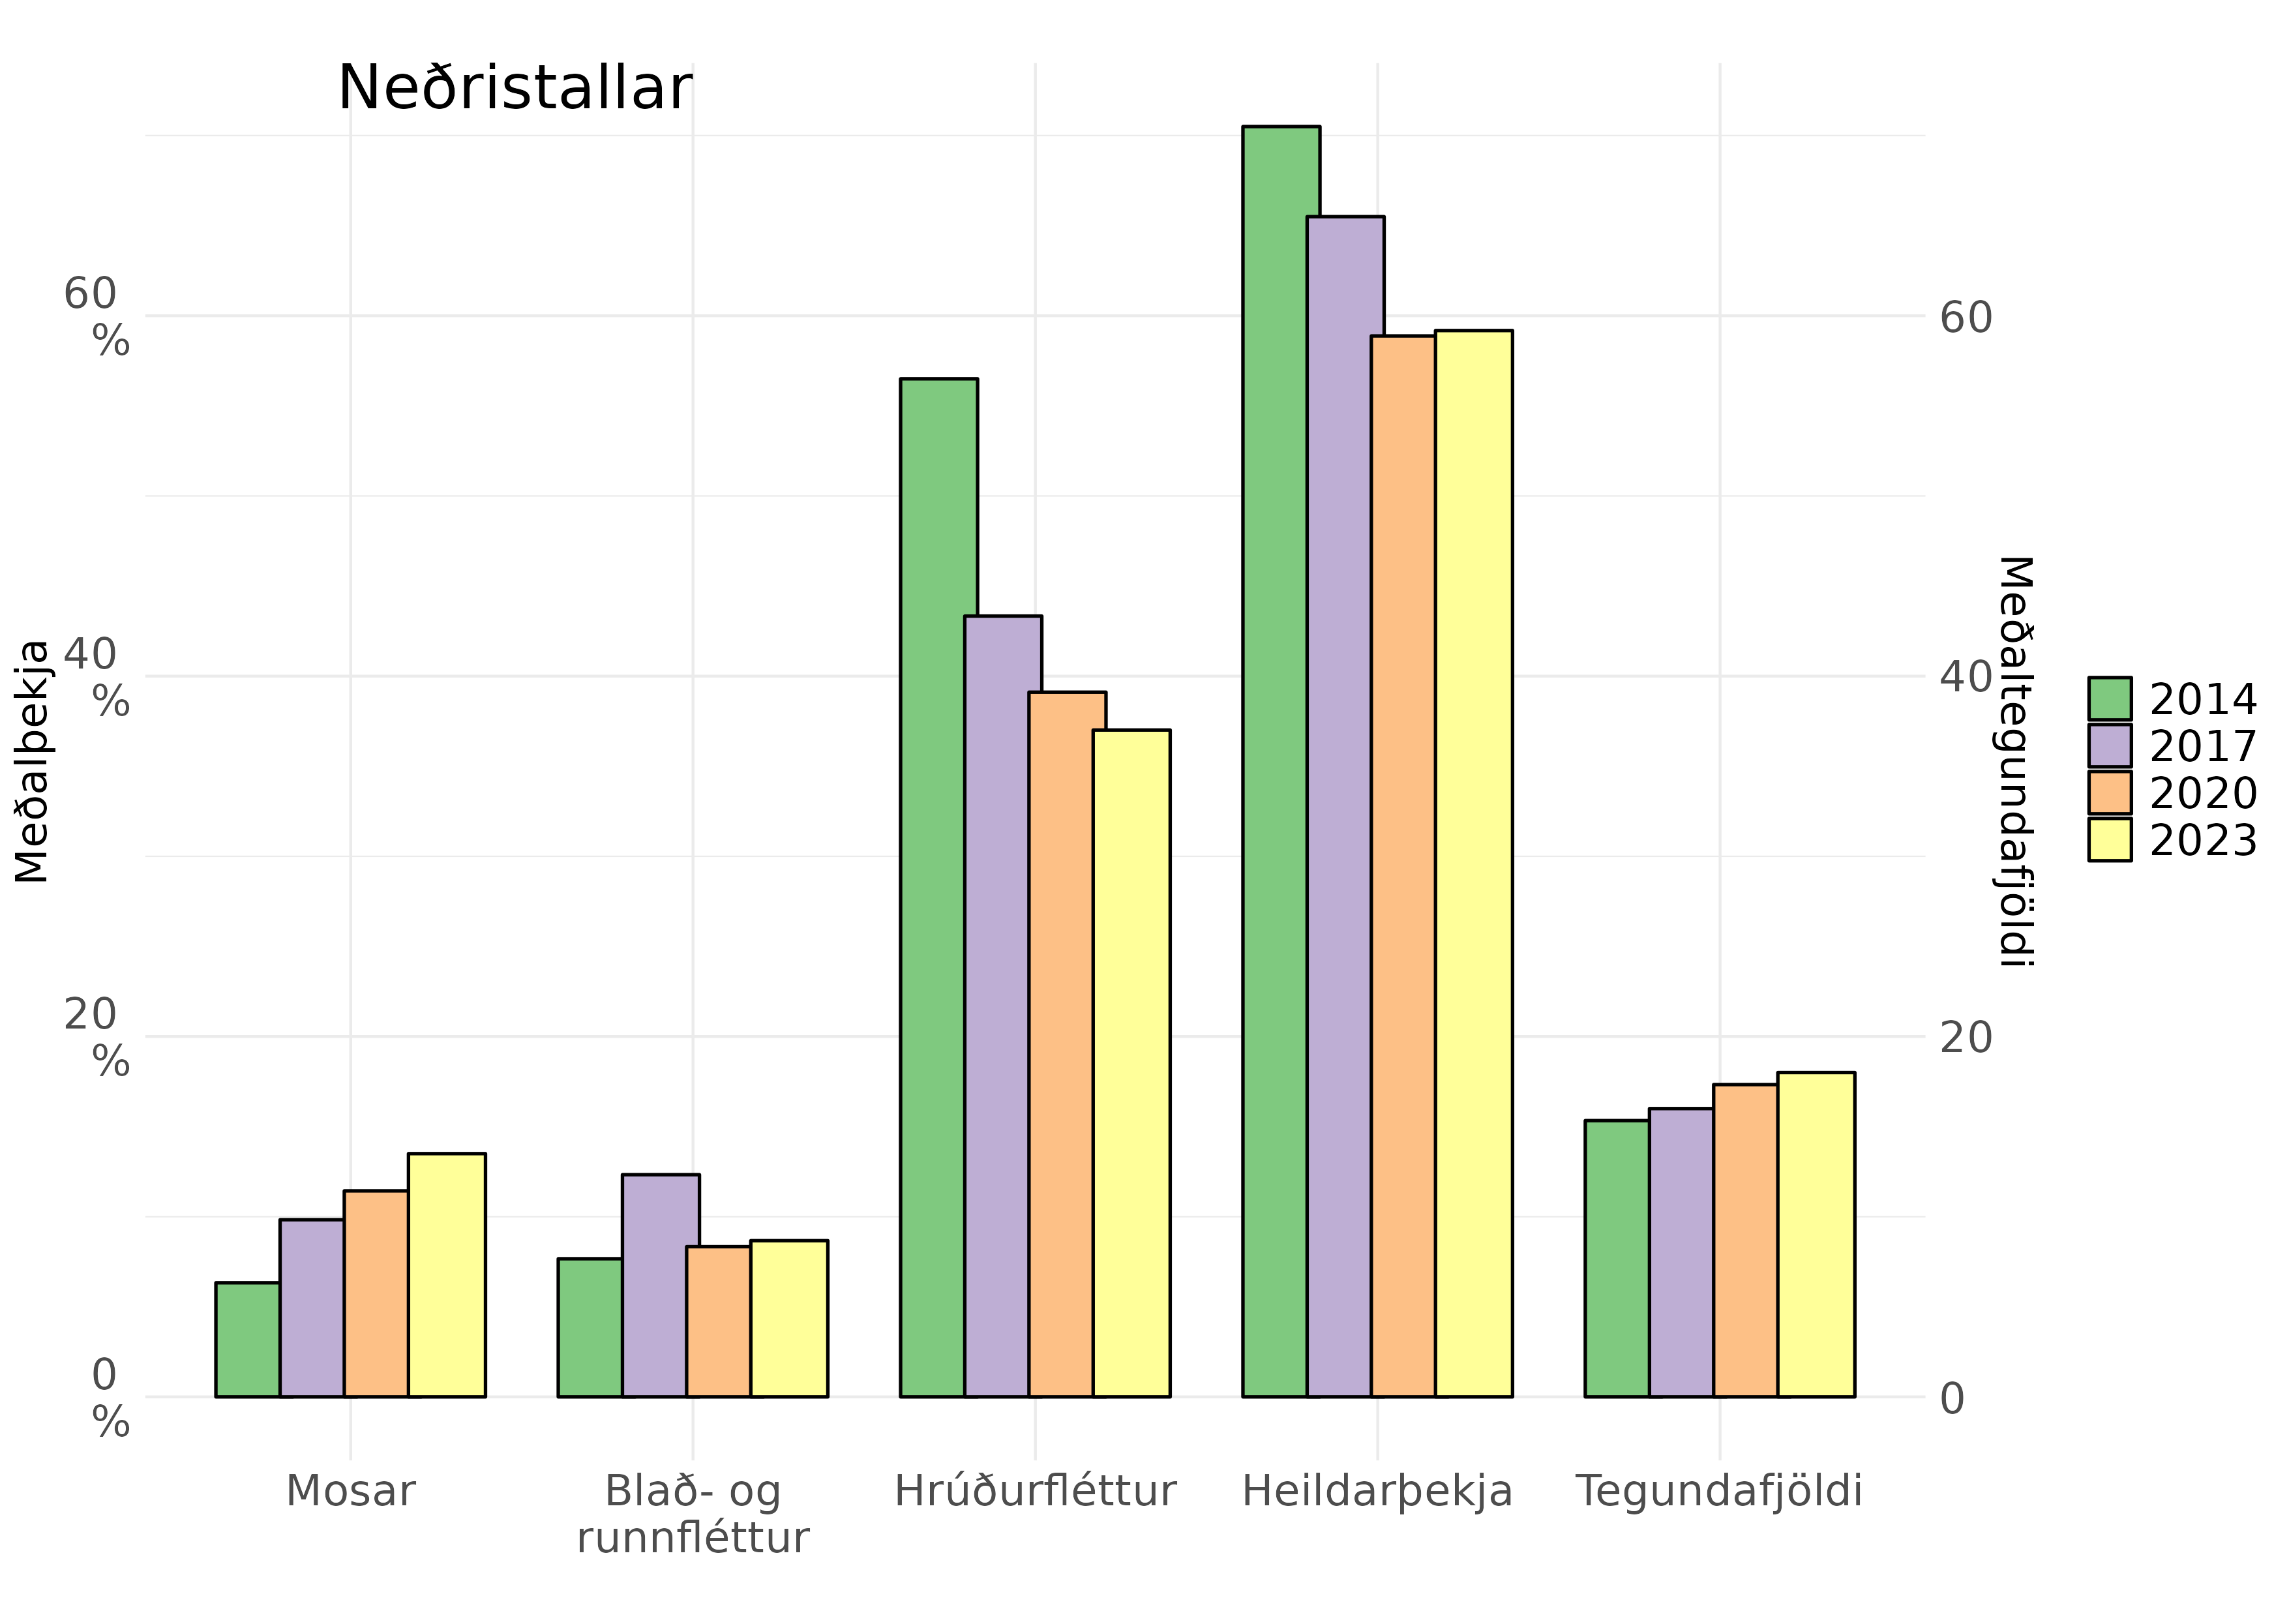 Neðristallar
Meðalþekja
60
%
40
%
20
%
0
%
60
40
20
0
Meðaltegundafjöldi
2014
2017
2020
2023
Mosar
Blað- og
runnfléttur
Hrúðurfléttur
Heildarþekja
Tegundafjöldi